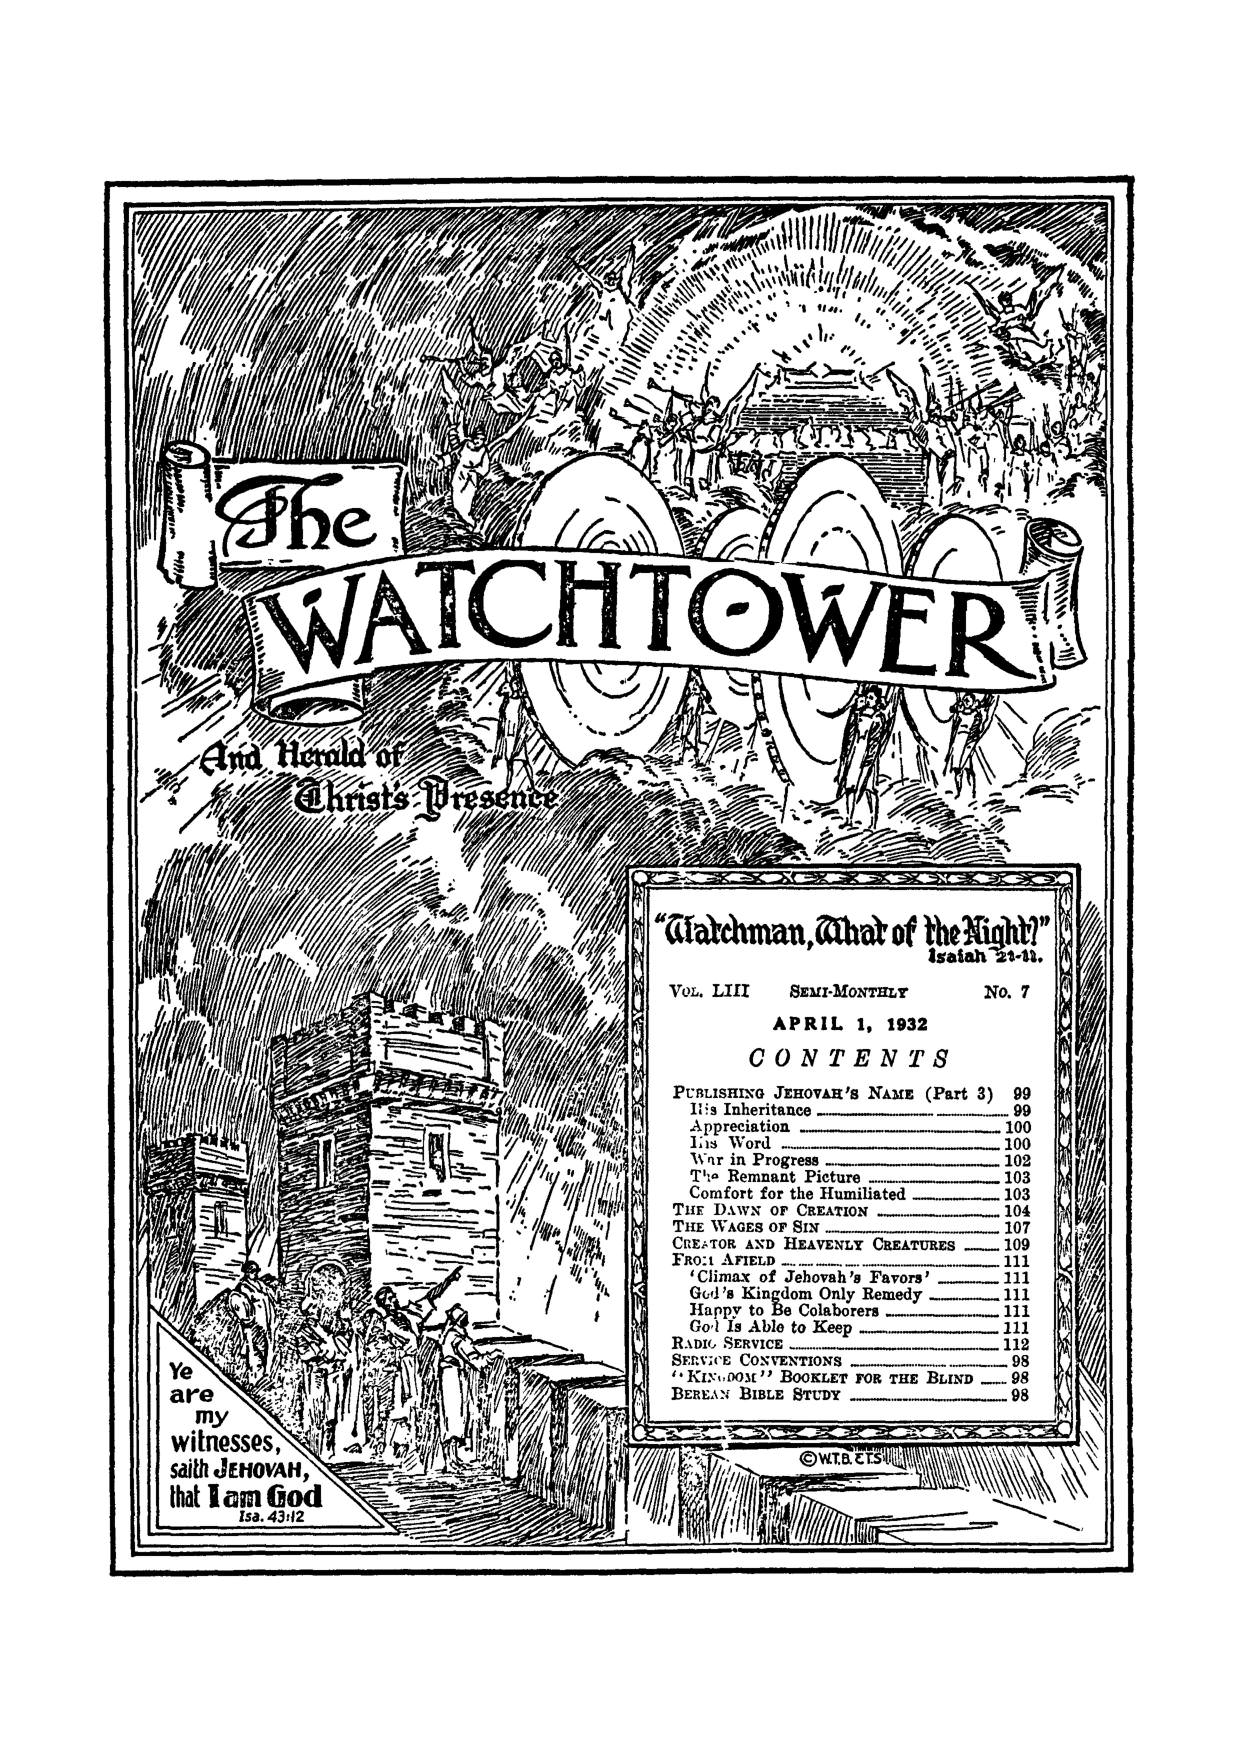 The
WATCHTOWER
And Herald of
Christ's Presence
"Watchman, What of the Night?"
Isaiah 21-11.
VOL. LIII SEMI-MONTHLY No. 7
APRIL 1, 1932
CONTENTS
PUBLISHING JEHOVAH'S NAME (Part 3) 99
His Inheritance 99
Appreciation 100
His Word 100
War in Progress 102
The Remnant Picture 103
Comfort for the Humiliated 103
THE DAWN OF CREATION 104
THE WAGES OF SIN 107
CREATOR AND HEAVENLY CREATURES 109
FROM AFIELD 111
'Climax of Jehovah's Favors' 111
God's Kingdom Only Remedy 111
Happy to Be Colaborers 111
God Is Able to Keep 111
RADIO SERVICE 112
SERVICE CONVENTIONS 98
"KINGDOM" BOOKLET FOR THE BLIND 98
BEREAN BIBLE STUDY 98
©W.T.B.&T.S
Ye
are
my
witnesses,
saith JEHOVAH,
that I am God
Isa. 43:12